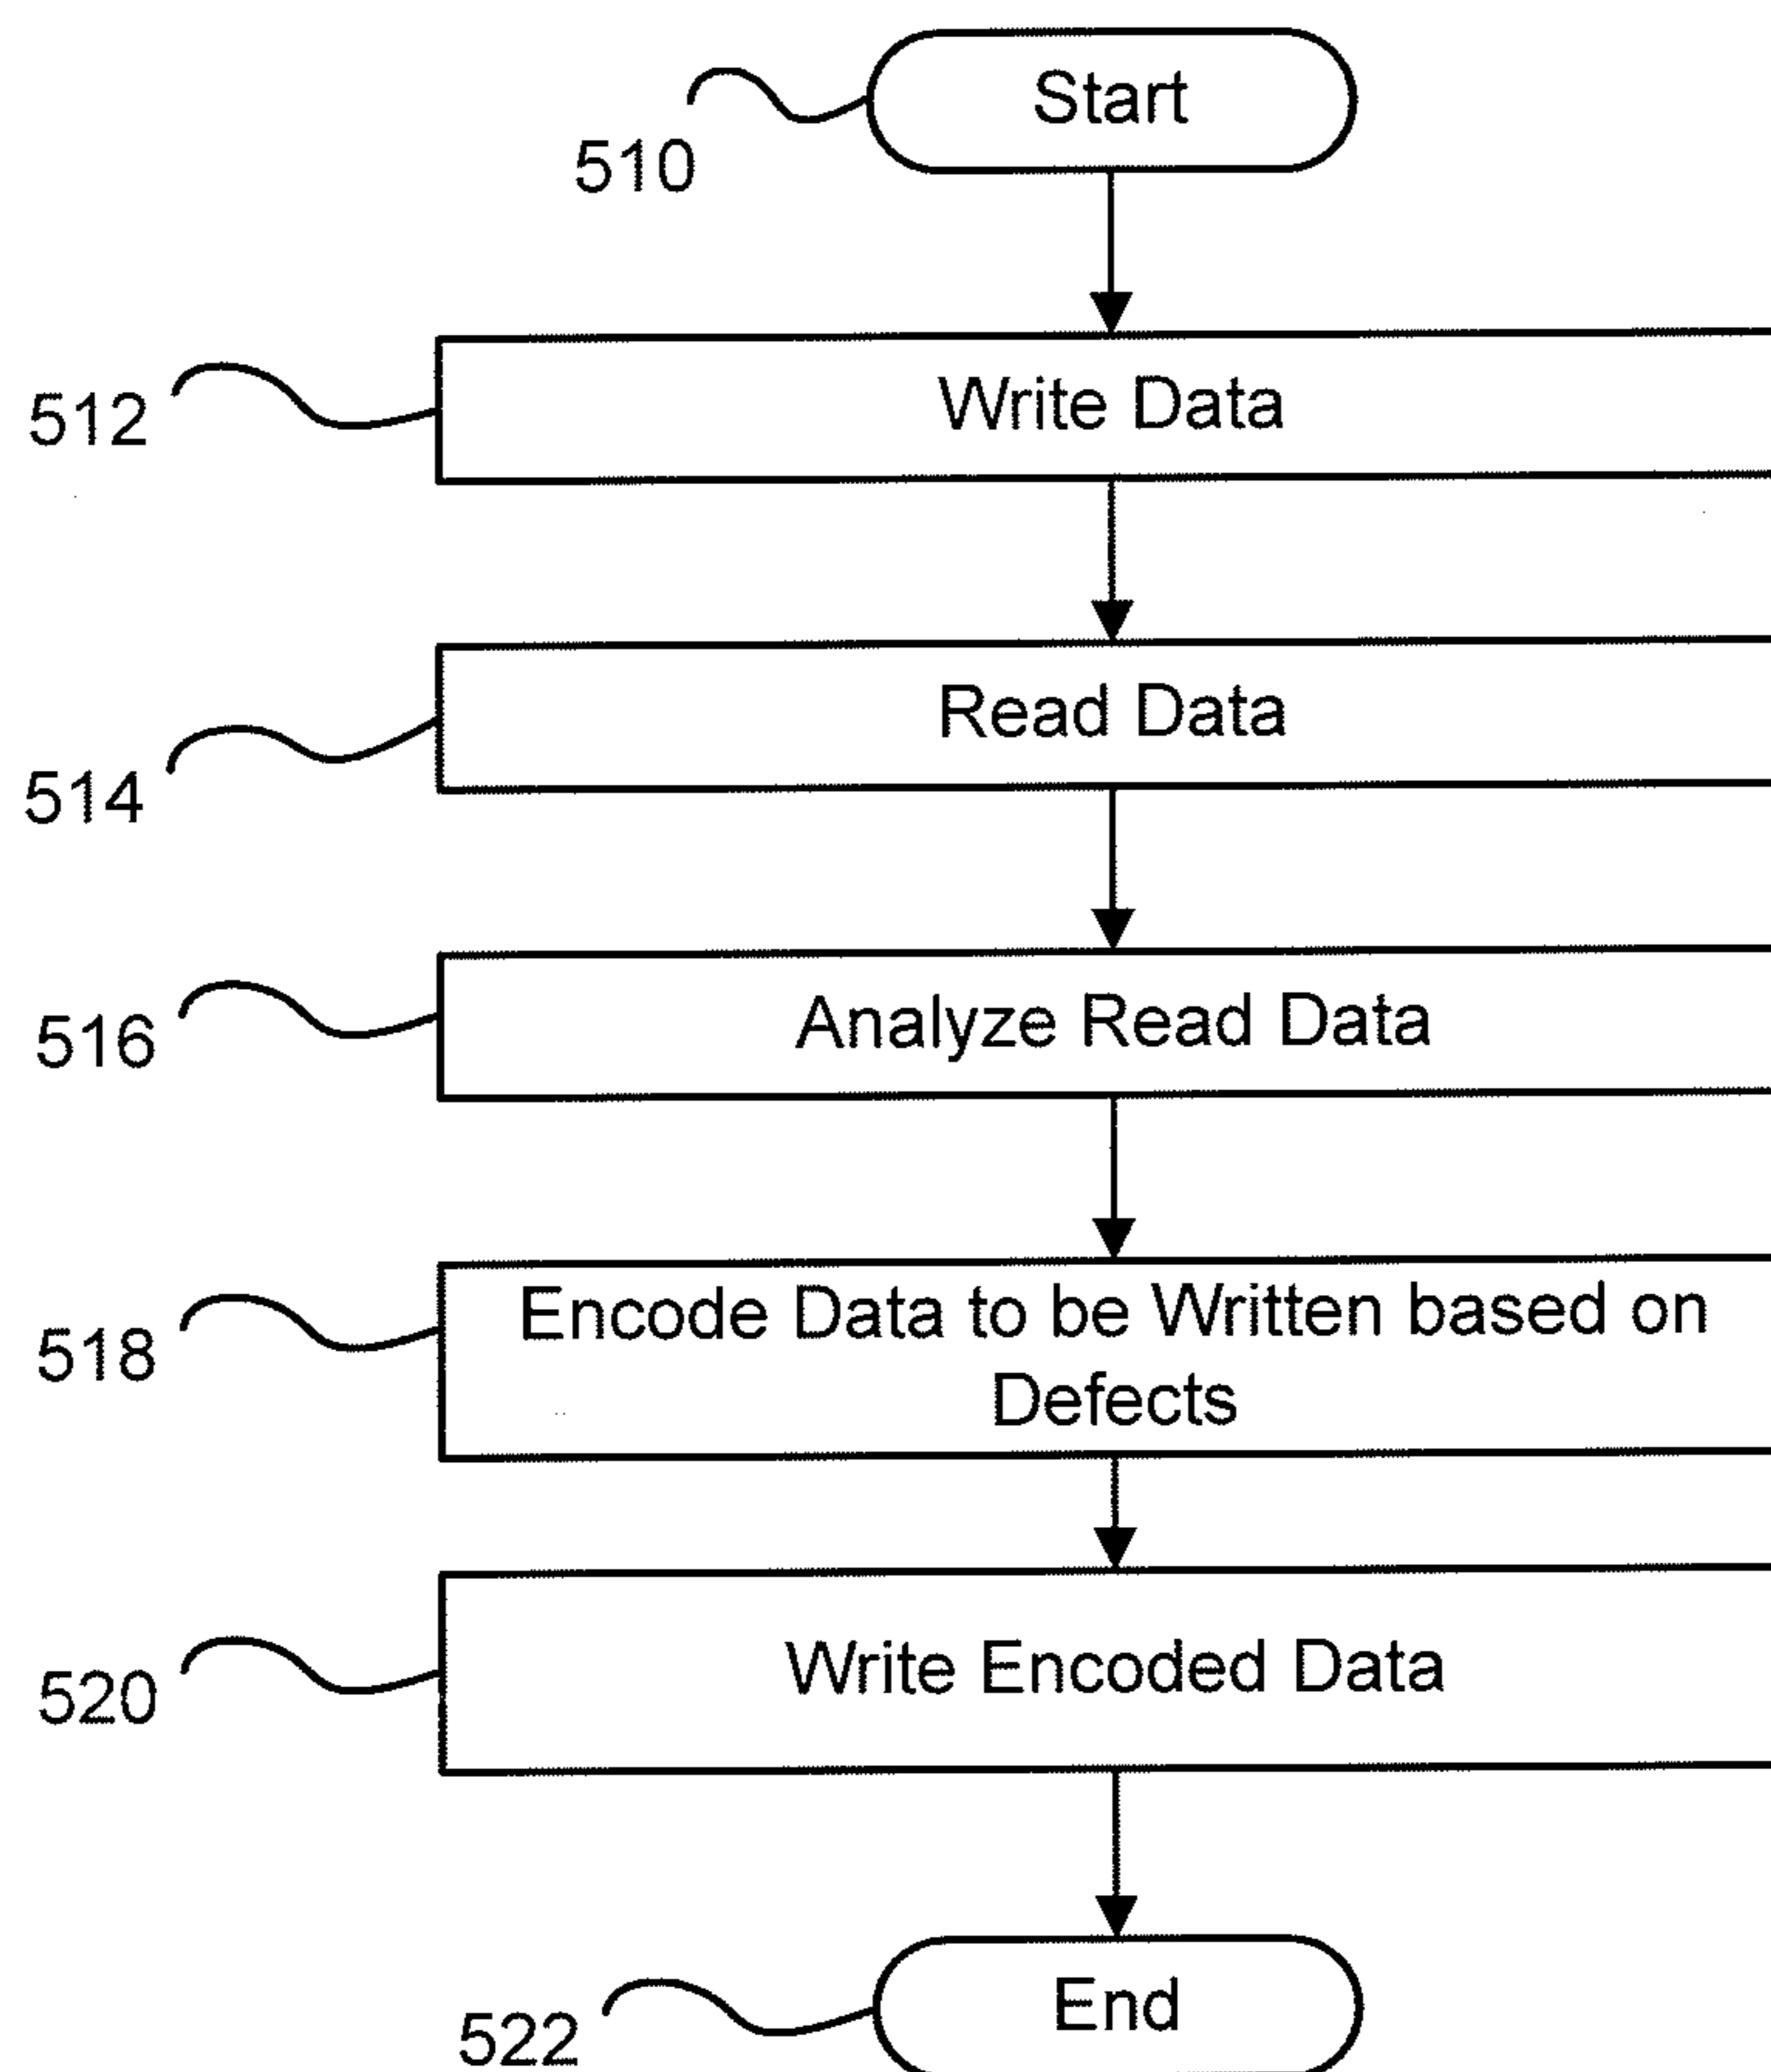 Start
510
Write Data
512
Read Data
514
Analyze Read Data
516
Encode Data to be Written based on
Defects
518
Write Encoded Data
520
End
522